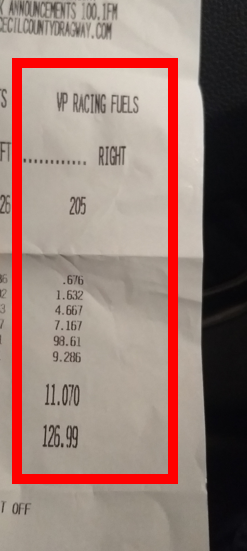 ANNOUNCEMENTS 100.1FM
CECILCOUNTYDRAGWAY.COM
VP RACING FUELS
............ RIGHT
26 205
.676
1.632
4.667
7.167
98.61
9.286
11.070
126.99
T OFF